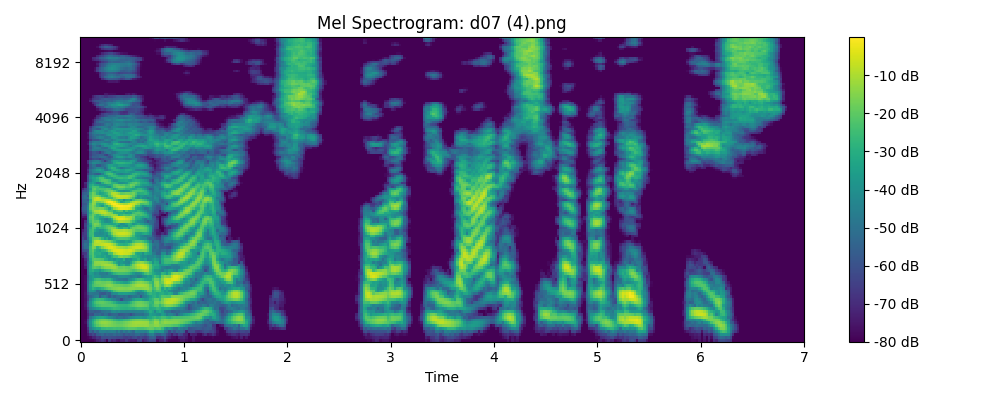 Mel Spectrogram: d07 (4).png
8192
4096
2048
1024
512
0
Hz
0 1 2 3 4 5 6 7
Time
-10 dB
-20 dB
-30 dB
-40 dB
-50 dB
-60 dB
-70 dB
-80 dB